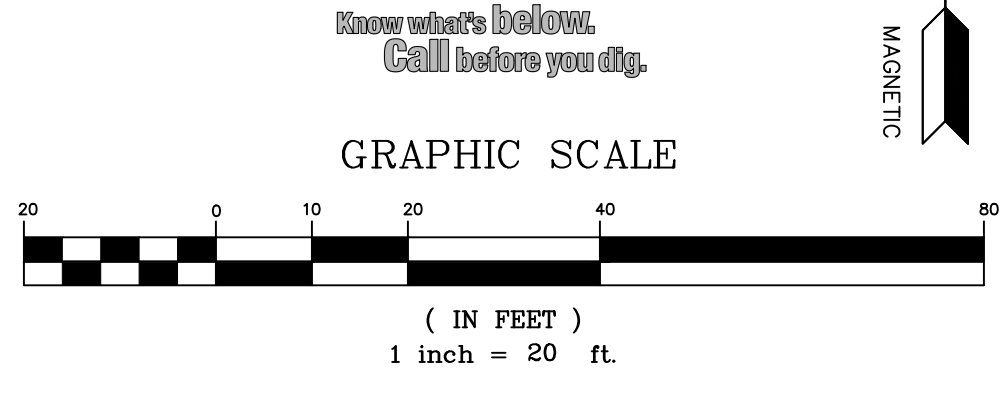 Know what's below.
Call before you dig.
MAGNETIC
GRAPHIC SCALE
20 0 10 20 40 80
( IN FEET )
1 inch = 20 ft.